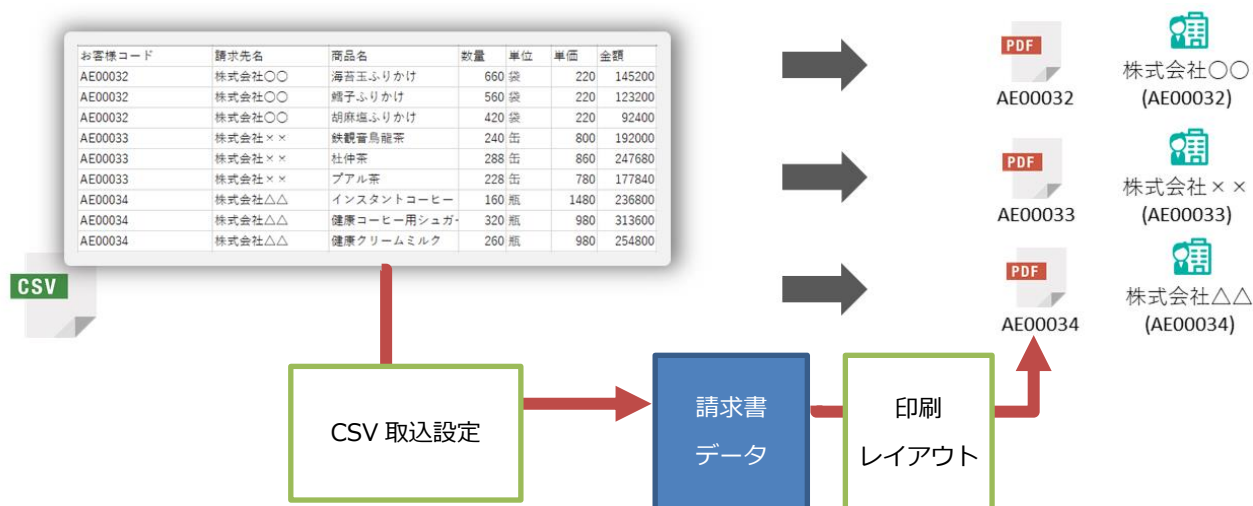 お客様コード 請求先名 商品名 数量 単位 単価 金額
AE00032 株式会社〇〇 海苔玉ふりかけ 660 袋 220 145200
AE00032 株式会社〇〇 鱈子ふりかけ 560 袋 220 123200
AE00032 株式会社〇〇 胡麻塩ふりかけ 420 袋 220 92400
AE00033 株式会社×× 鉄観音烏龍茶 240 缶 800 192000
AE00033 株式会社×× 杜仲茶 288 缶 860 247680
AE00033 株式会社×× プアル茶 228 缶 780 177840
AE00034 株式会社△△ インスタントコーヒー 160 瓶 1480 236800
AE00034 株式会社△△ 健康コーヒー用シュガー 320 瓶 980 313600
AE00034 株式会社△△ 健康クリームミルク 260 瓶 980 254800
CSV
PDF
AE00032
株式会社〇〇
(AE00032)
PDF
AE00033
株式会社××
(AE00033)
PDF
AE00034
株式会社△△
(AE00034)
CSV 取込設定
請求書
データ
印刷
レイアウト